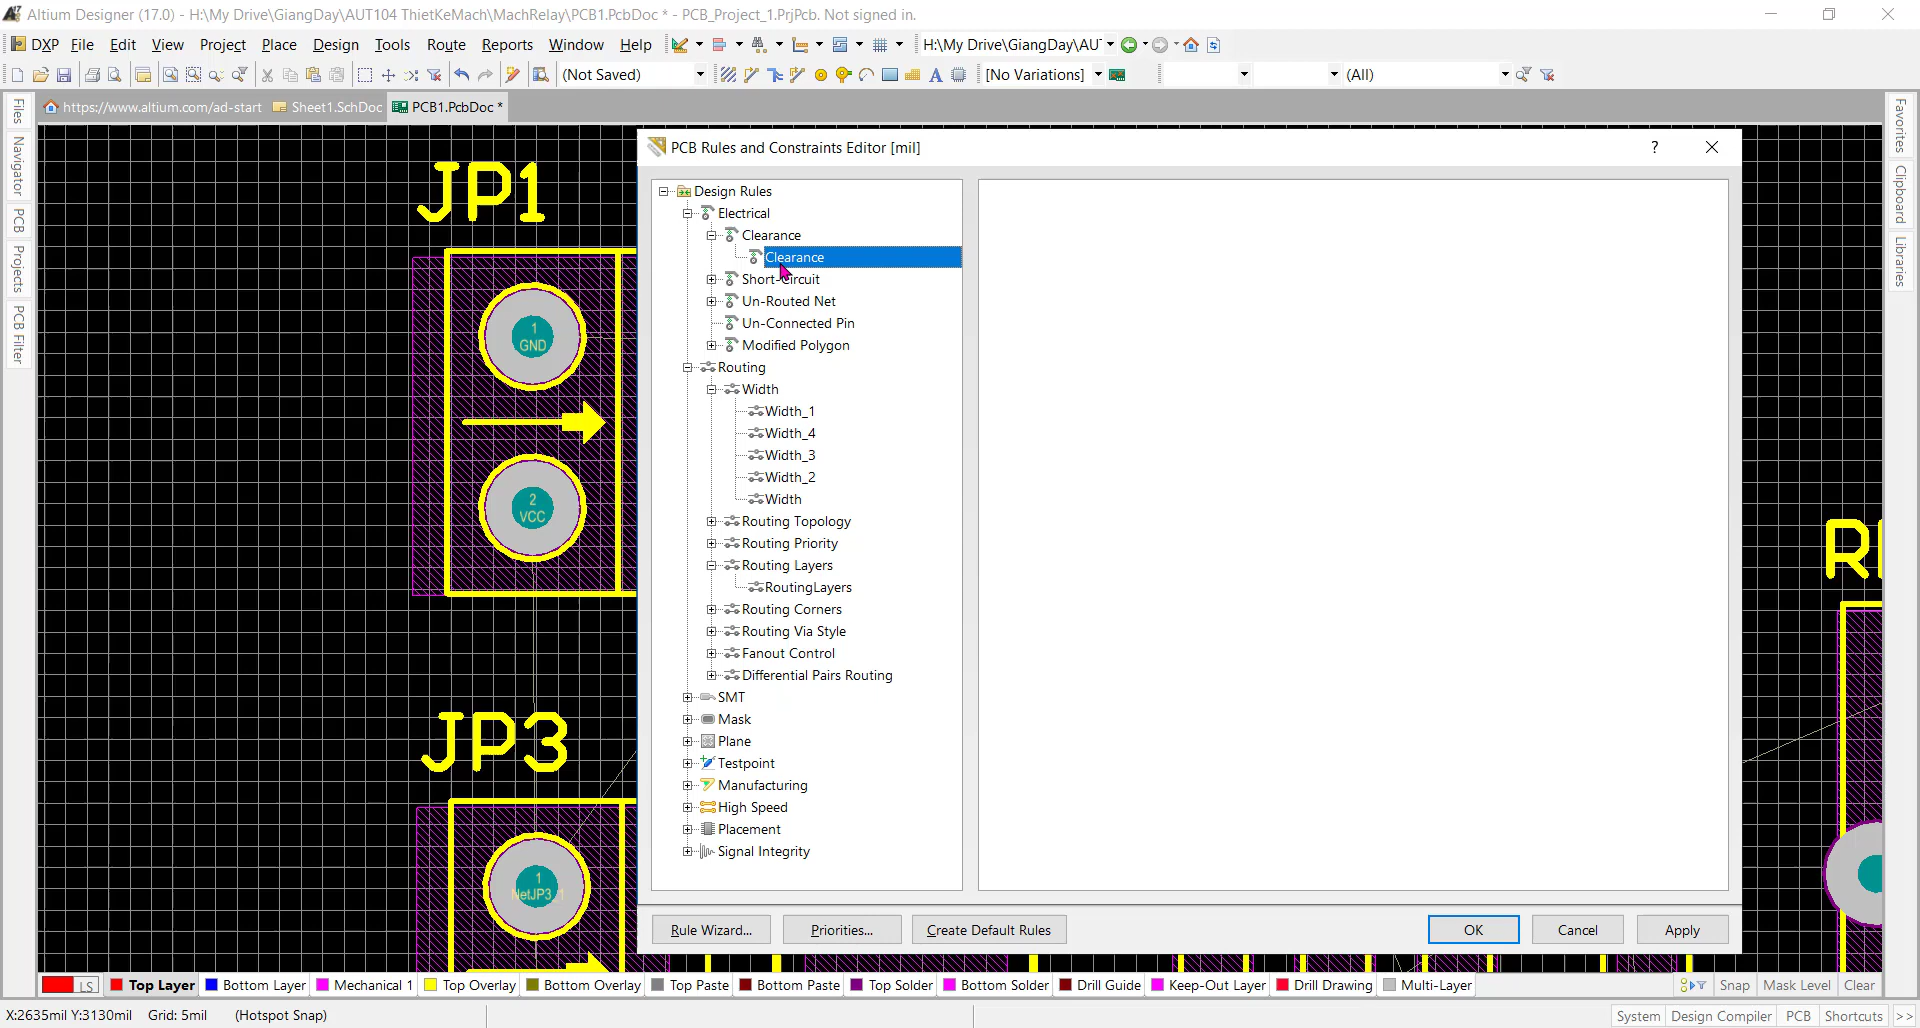 Altium Designer (17.0) - H:\My Drive\GiangDay\AUT104 ThietKeMach\MachRelay\PCB1.PcbDoc * - PCB_Project_1.PrjPcb. Not signed in.
DXP File Edit View Project Place Design Tools Route Reports Window Help H:\My Drive\GiangDay\AU
(Not Saved) A [No Variations] (All)
https://www.altium.com/ad-start Sheet1.SchDoc PCB1.PcbDoc *
Files
Navigator
PCB
Projects
PCB Filter
Favorites
Clipboard
Libraries
JP1
1
GND
2
VCC
JP3
1
NetJP3_1
PCB Rules and Constraints Editor [mil] ?
Design Rules
Electrical
Clearance
Clearance
Short-Circuit
Un-Routed Net
Un-Connected Pin
Modified Polygon
Routing
Width
Width_1
Width_4
Width_3
Width_2
Width
Routing Topology
Routing Priority
Routing Layers
RoutingLayers
Routing Corners
Routing Via Style
Fanout Control
Differential Pairs Routing
SMT
Mask
Plane
Testpoint
Manufacturing
High Speed
Placement
Signal Integrity
Rule Wizard... Priorities... Create Default Rules OK Cancel Apply
LS Top Layer Bottom Layer Mechanical 1 Top Overlay Bottom Overlay Top Paste Bottom Paste Top Solder Bottom Solder Drill Guide Keep-Out Layer Drill Drawing Multi-Layer Snap Mask Level Clear
X:2635mil Y:3130mil Grid: 5mil (Hotspot Snap) System Design Compiler PCB Shortcuts >>